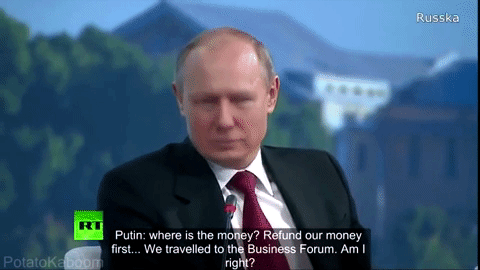 Russka
RT
Putin: where is the money? Refund our money
first... We travelled to the Business Forum. Am I
right?
PotatoKaboom